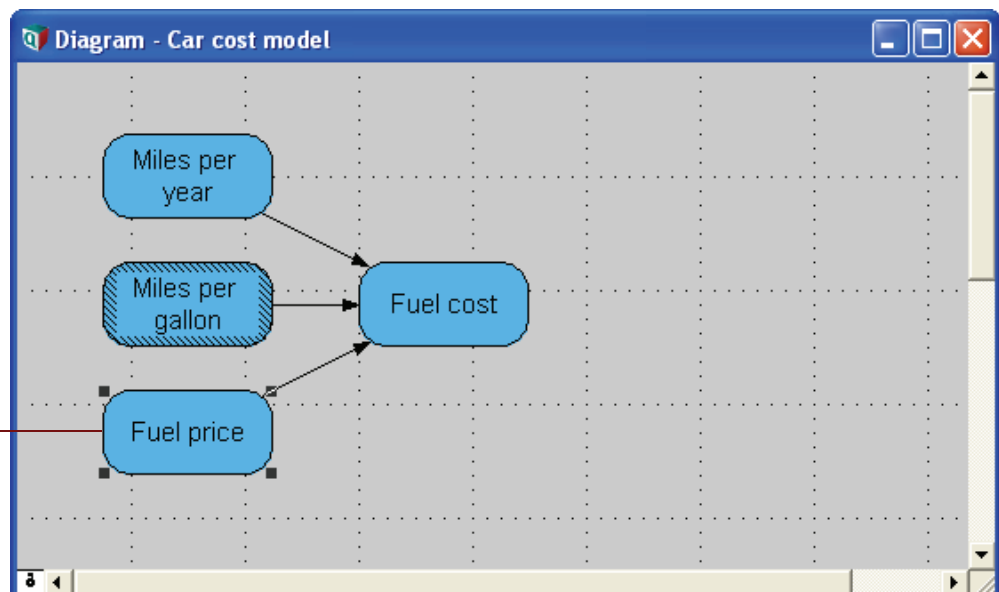 Diagram - Car cost model
Miles per
year
Miles per
gallon
Fuel cost
Fuel price